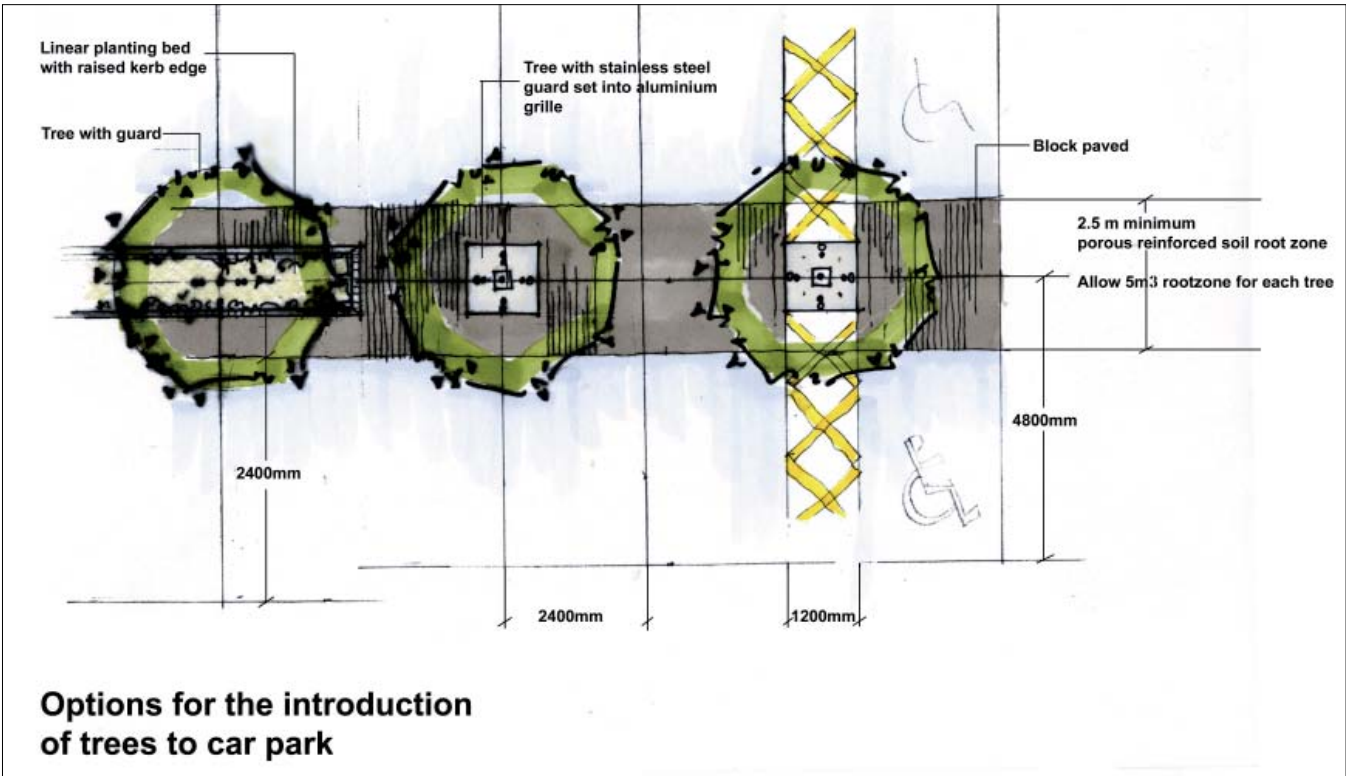 Linear planting bed
with raised kerb edge
Tree with stainless steel
guard set into aluminium
grille
Tree with guard
Block paved
2.5 m minimum
porous reinforced soil root zone
Allow 5m3 rootzone for each tree
4800mm
2400mm
2400mm
1200mm
Options for the introduction
of trees to car park